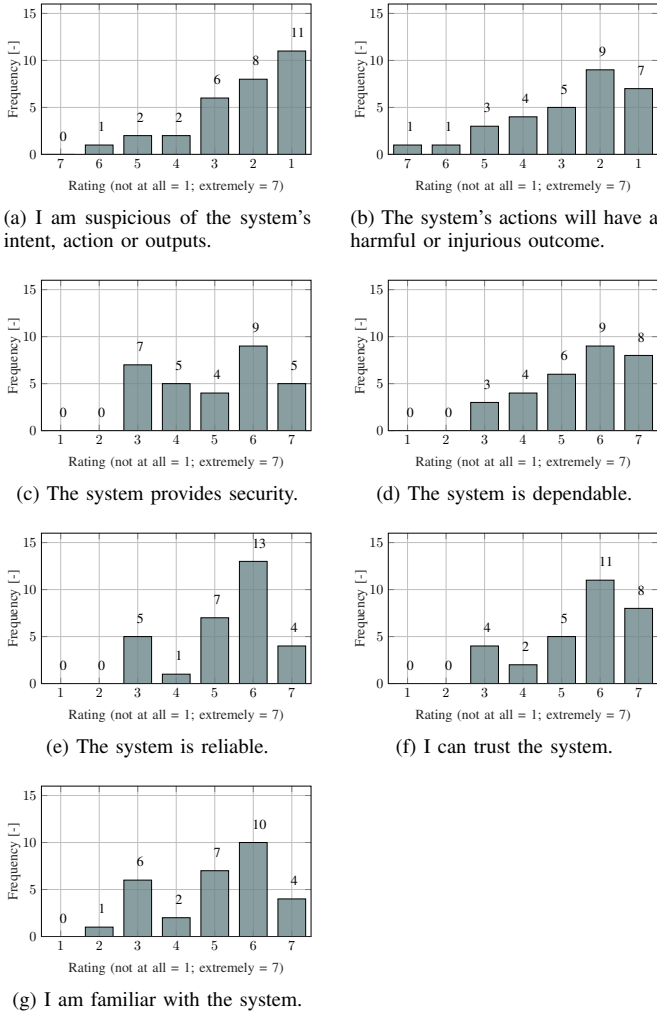 15
10
5
0
Frequency [-]
0
1
2
2
6
8
11
7 6 5 4 3 2 1
Rating (not at all = 1; extremely = 7)
(a) I am suspicious of the system's
intent, action or outputs.
15
10
5
0
Frequency [-]
1
1
3
4
5
9
7
7 6 5 4 3 2 1
Rating (not at all = 1; extremely = 7)
(b) The system's actions will have a
harmful or injurious outcome.
15
10
5
0
Frequency [-]
0
0
7
5
4
9
5
1 2 3 4 5 6 7
Rating (not at all = 1; extremely = 7)
(c) The system provides security.
15
10
5
0
Frequency [-]
0
0
3
4
6
9
8
1 2 3 4 5 6 7
Rating (not at all = 1; extremely = 7)
(d) The system is dependable.
15
10
5
0
Frequency [-]
0
0
5
1
7
13
4
1 2 3 4 5 6 7
Rating (not at all = 1; extremely = 7)
(e) The system is reliable.
15
10
5
0
Frequency [-]
0
0
4
2
5
11
8
1 2 3 4 5 6 7
Rating (not at all = 1; extremely = 7)
(f) I can trust the system.
15
10
5
0
Frequency [-]
0
1
6
2
7
10
4
1 2 3 4 5 6 7
Rating (not at all = 1; extremely = 7)
(g) I am familiar with the system.